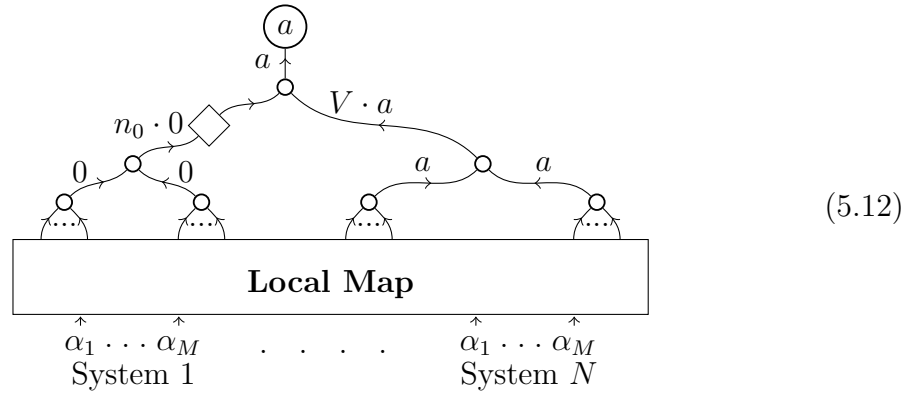 a
a
V · a
n₀ · 0
0 0 a a
... ... ... ...
(5.12)
Local Map
α₁ . . . α_M . . . . α₁ . . . α_M
System 1 System N